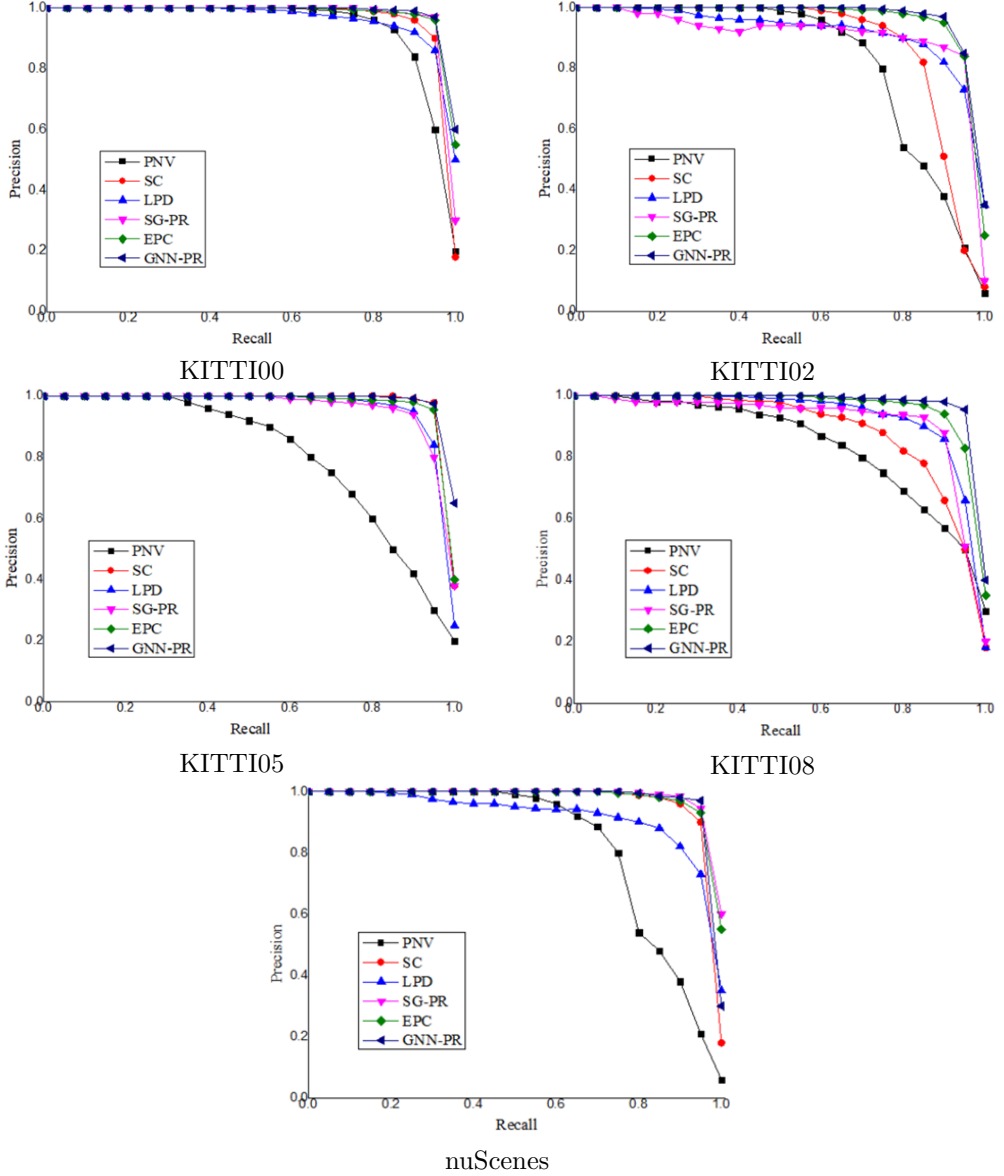 1.0
0.8
0.6
0.4
0.2
0.0
Precision
PNV
SC
LPD
SG-PR
EPC
GNN-PR
0.0 0.2 0.4 0.6 0.8 1.0
Recall
KITTI00
1.0
0.8
0.6
0.4
0.2
0.0
Precision
PNV
SC
LPD
SG-PR
EPC
GNN-PR
0.0 0.2 0.4 0.6 0.8 1.0
Recall
KITTI02
1.0
0.8
0.6
0.4
0.2
0.0
Precision
PNV
SC
LPD
SG-PR
EPC
GNN-PR
0.0 0.2 0.4 0.6 0.8 1.0
Recall
KITTI05
1.0
0.8
0.6
0.4
0.2
0.0
Precision
PNV
SC
LPD
SG-PR
EPC
GNN-PR
0.0 0.2 0.4 0.6 0.8 1.0
Recall
KITTI08
1.0
0.8
0.6
0.4
0.2
0.0
Precision
PNV
SC
LPD
SG-PR
EPC
GNN-PR
0.0 0.2 0.4 0.6 0.8 1.0
Recall
nuScenes